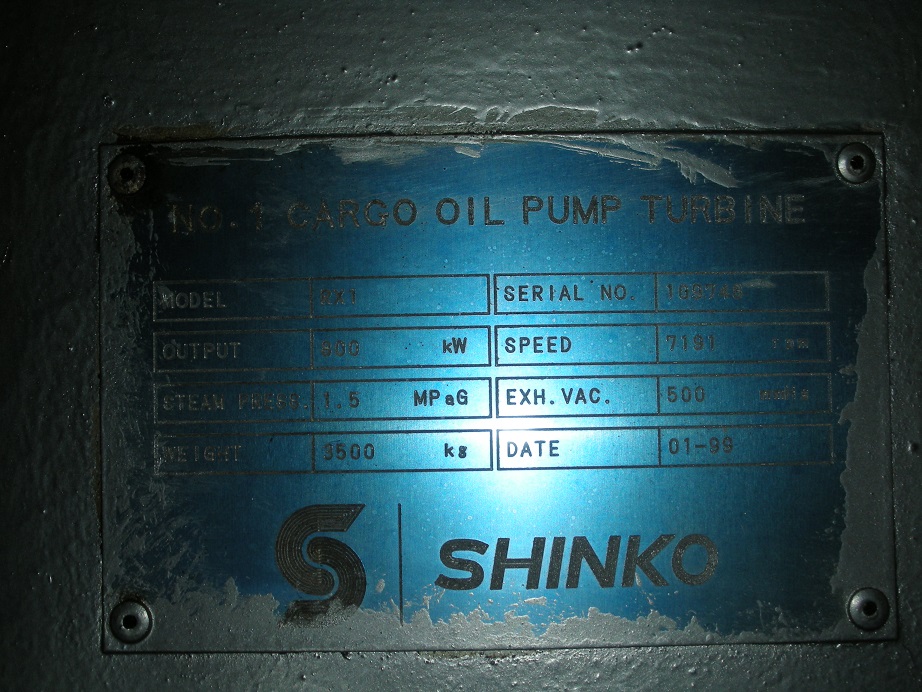 NO. 1 CARGO OIL PUMP TURBINE
MODEL SERIAL NO.
OUTPUT kW SPEED 7191 rpm
STEAM PRESS. 1.5 MPaG EXH. VAC. 500
WEIGHT kg DATE 01-99
SHINKO